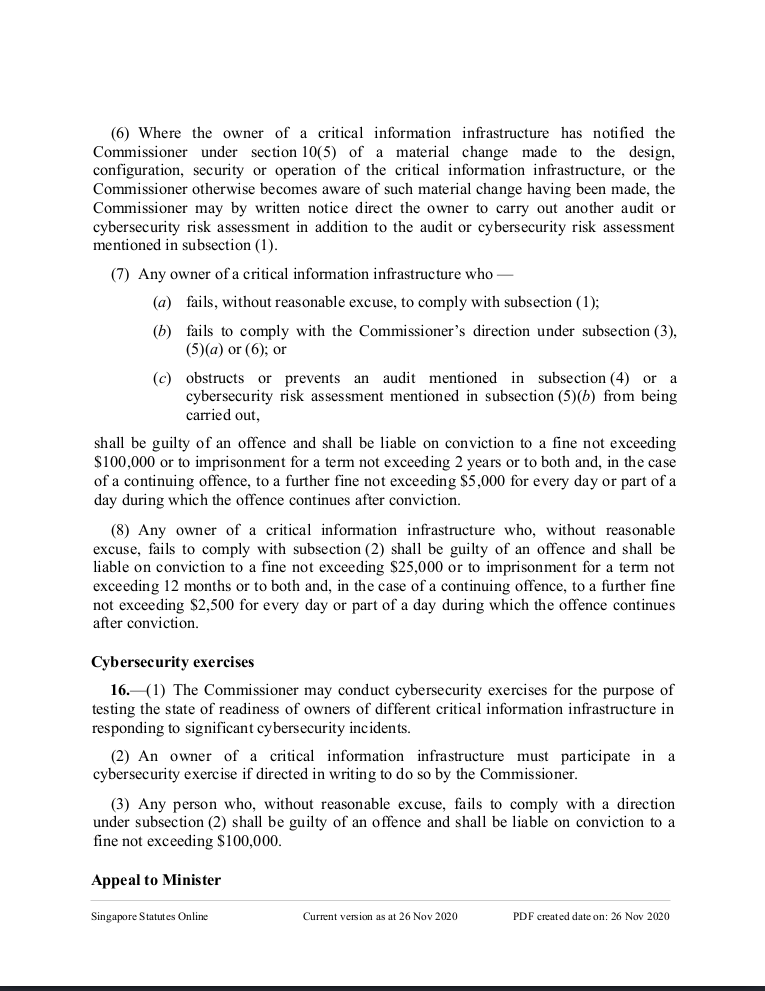 (6) Where the owner of a critical information infrastructure has notified the
Commissioner under section 10(5) of a material change made to the design,
configuration, security or operation of the critical information infrastructure, or the
Commissioner otherwise becomes aware of such material change having been made, the
Commissioner may by written notice direct the owner to carry out another audit or
cybersecurity risk assessment in addition to the audit or cybersecurity risk assessment
mentioned in subsection (1).
(7) Any owner of a critical information infrastructure who —
(a) fails, without reasonable excuse, to comply with subsection (1);
(b) fails to comply with the Commissioner’s direction under subsection (3),
(5)(a) or (6); or
(c) obstructs or prevents an audit mentioned in subsection (4) or a
cybersecurity risk assessment mentioned in subsection (5)(b) from being
carried out,
shall be guilty of an offence and shall be liable on conviction to a fine not exceeding
$100,000 or to imprisonment for a term not exceeding 2 years or to both and, in the case
of a continuing offence, to a further fine not exceeding $5,000 for every day or part of a
day during which the offence continues after conviction.
(8) Any owner of a critical information infrastructure who, without reasonable
excuse, fails to comply with subsection (2) shall be guilty of an offence and shall be
liable on conviction to a fine not exceeding $25,000 or to imprisonment for a term not
exceeding 12 months or to both and, in the case of a continuing offence, to a further fine
not exceeding $2,500 for every day or part of a day during which the offence continues
after conviction.
Cybersecurity exercises
16.—(1) The Commissioner may conduct cybersecurity exercises for the purpose of
testing the state of readiness of owners of different critical information infrastructure in
responding to significant cybersecurity incidents.
(2) An owner of a critical information infrastructure must participate in a
cybersecurity exercise if directed in writing to do so by the Commissioner.
(3) Any person who, without reasonable excuse, fails to comply with a direction
under subsection (2) shall be guilty of an offence and shall be liable on conviction to a
fine not exceeding $100,000.
Appeal to Minister
Singapore Statutes Online Current version as at 26 Nov 2020 PDF created date on: 26 Nov 2020